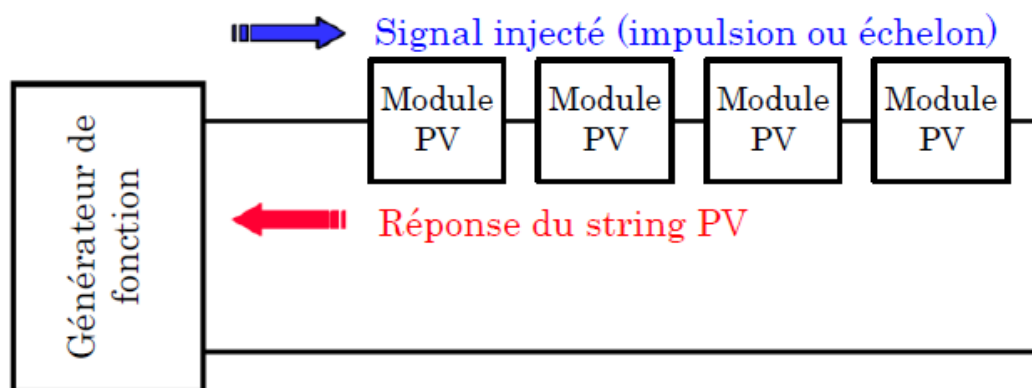 Signal injecté (impulsion ou échelon)
Module
PV
Module
PV
Module
PV
Module
PV
Générateur de
fonction
Réponse du string PV